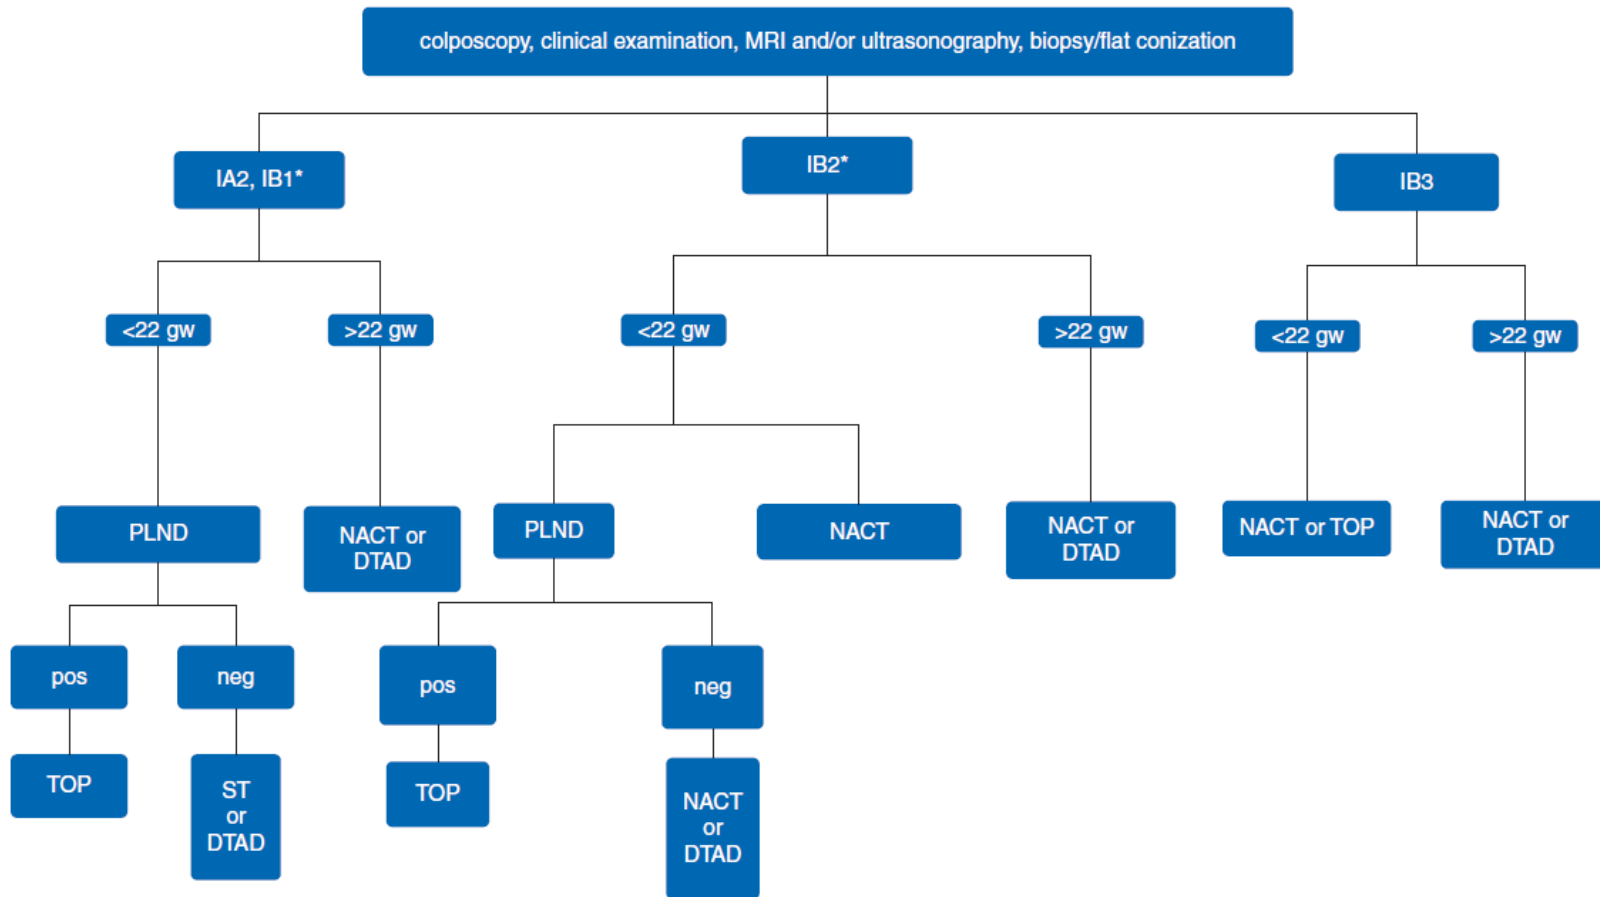 colposcopy, clinical examination, MRI and/or ultrasonography, biopsy/flat conization
IA2, IB1*
IB2*
IB3
<22 gw
>22 gw
<22 gw
>22 gw
<22 gw
>22 gw
PLND
NACT or
DTAD
PLND
NACT
NACT or
DTAD
NACT or TOP
NACT or
DTAD
pos
neg
pos
neg
TOP
ST
or
DTAD
TOP
NACT
or
DTAD